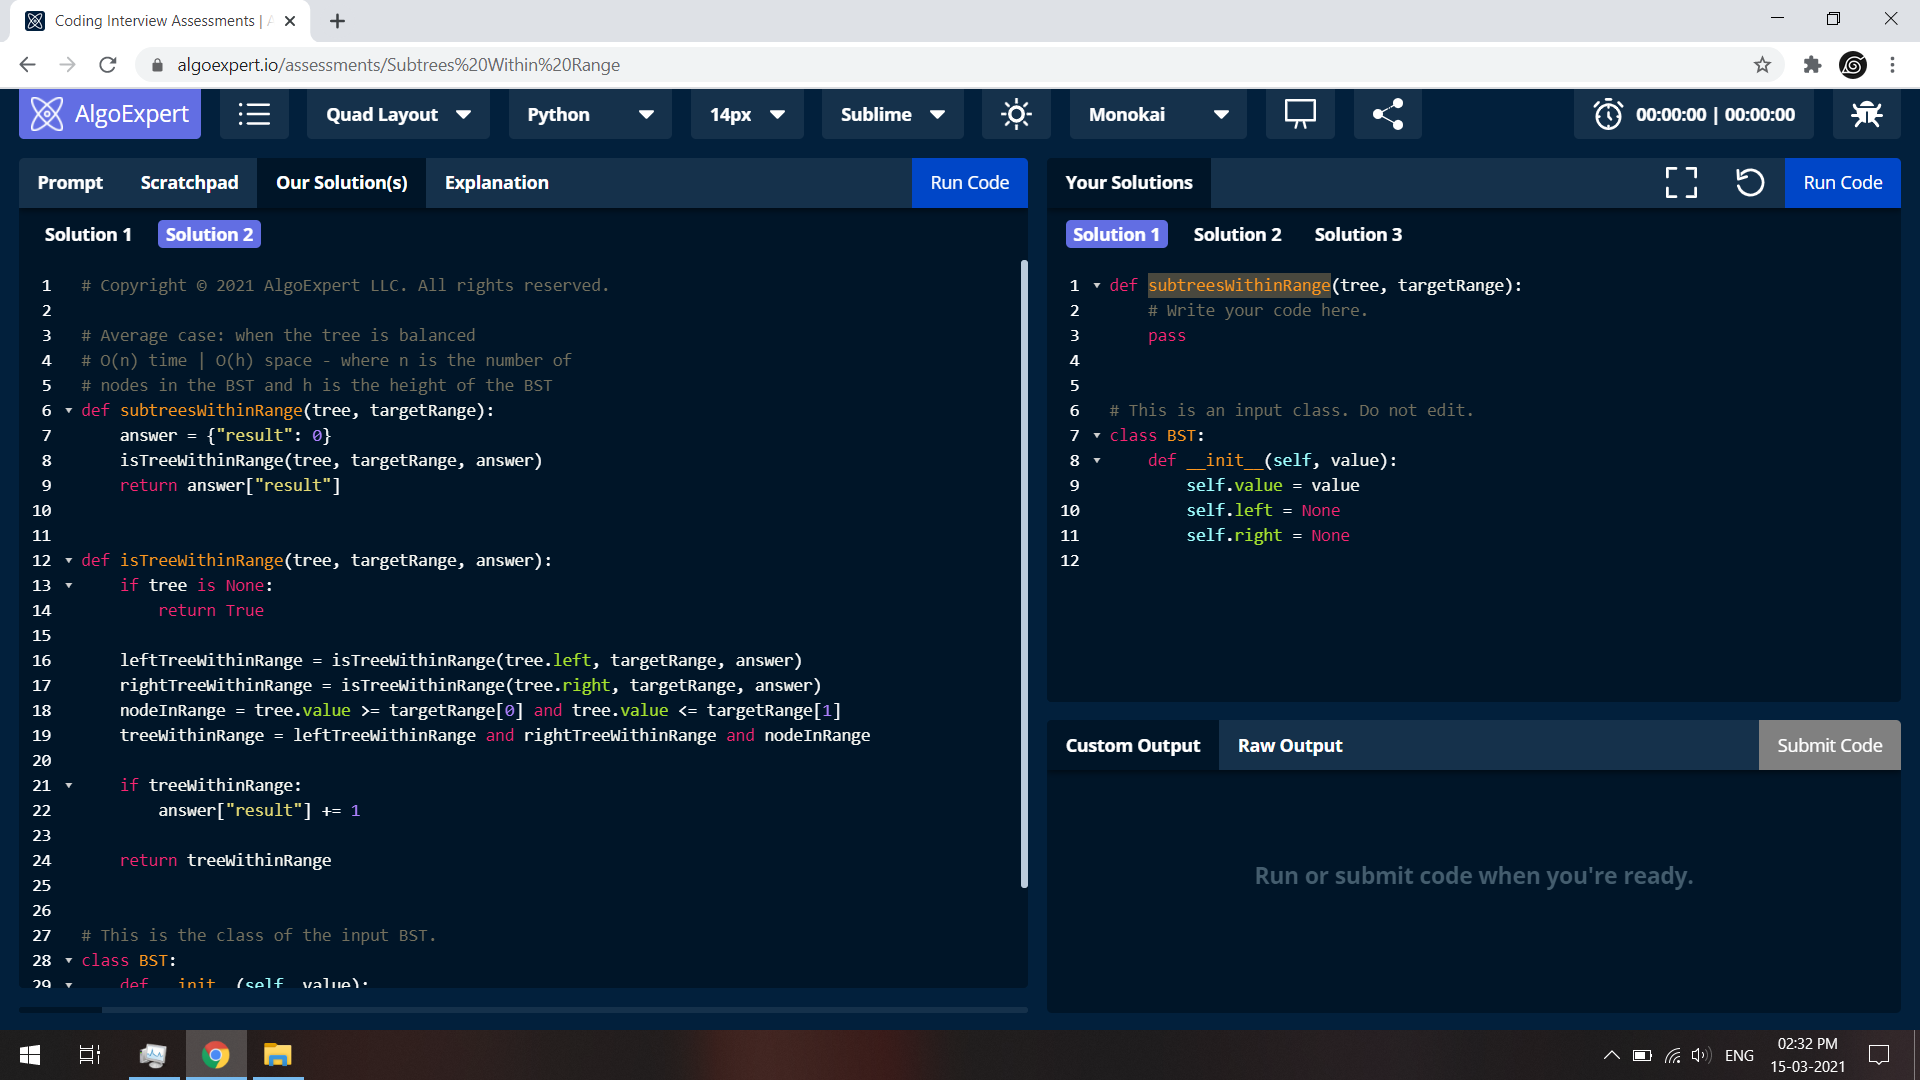 Coding Interview Assessments | A
algoexpert.io/assessments/Subtrees%20Within%20Range
AlgoExpert
Quad Layout
Python
14px
Sublime
Monokai
00:00:00 | 00:00:00
Prompt Scratchpad Our Solution(s) Explanation Run Code
Solution 1 Solution 2
1 # Copyright © 2021 AlgoExpert LLC. All rights reserved.
2
3 # Average case: when the tree is balanced
4 # O(n) time | O(h) space - where n is the number of
5 # nodes in the BST and h is the height of the BST
6 def subtreesWithinRange(tree, targetRange):
7     answer = {"result": 0}
8     isTreeWithinRange(tree, targetRange, answer)
9     return answer["result"]
10
11
12 def isTreeWithinRange(tree, targetRange, answer):
13     if tree is None:
14         return True
15
16     leftTreeWithinRange = isTreeWithinRange(tree.left, targetRange, answer)
17     rightTreeWithinRange = isTreeWithinRange(tree.right, targetRange, answer)
18     nodeInRange = tree.value >= targetRange[0] and tree.value <= targetRange[1]
19     treeWithinRange = leftTreeWithinRange and rightTreeWithinRange and nodeInRange
20
21     if treeWithinRange:
22         answer["result"] += 1
23
24     return treeWithinRange
25
26
27 # This is the class of the input BST.
28 class BST:
29     def __init__(self, value):
Your Solutions Run Code
Solution 1 Solution 2 Solution 3
1 def subtreesWithinRange(tree, targetRange):
2     # Write your code here.
3     pass
4
5
6 # This is an input class. Do not edit.
7 class BST:
8     def __init__(self, value):
9         self.value = value
10         self.left = None
11         self.right = None
12
Custom Output Raw Output Submit Code
Run or submit code when you're ready.
ENG
02:32 PM
15-03-2021